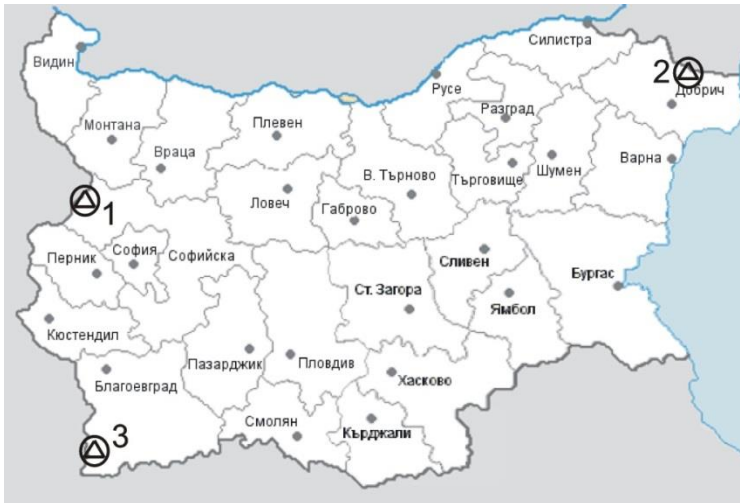 Силистра
Видин
2
Русе
Добрич
Разград
Монтана
Плевен
Враца
Варна
Шумен
Търговище
В. Търново
Ловеч
Габрово
1
София
Софийска
Перник
Сливен
Бургас
Ст. Загора
Ямбол
Кюстендил
Пазарджик
Пловдив
Хасково
Благоевград
Смолян
Кърджали
3